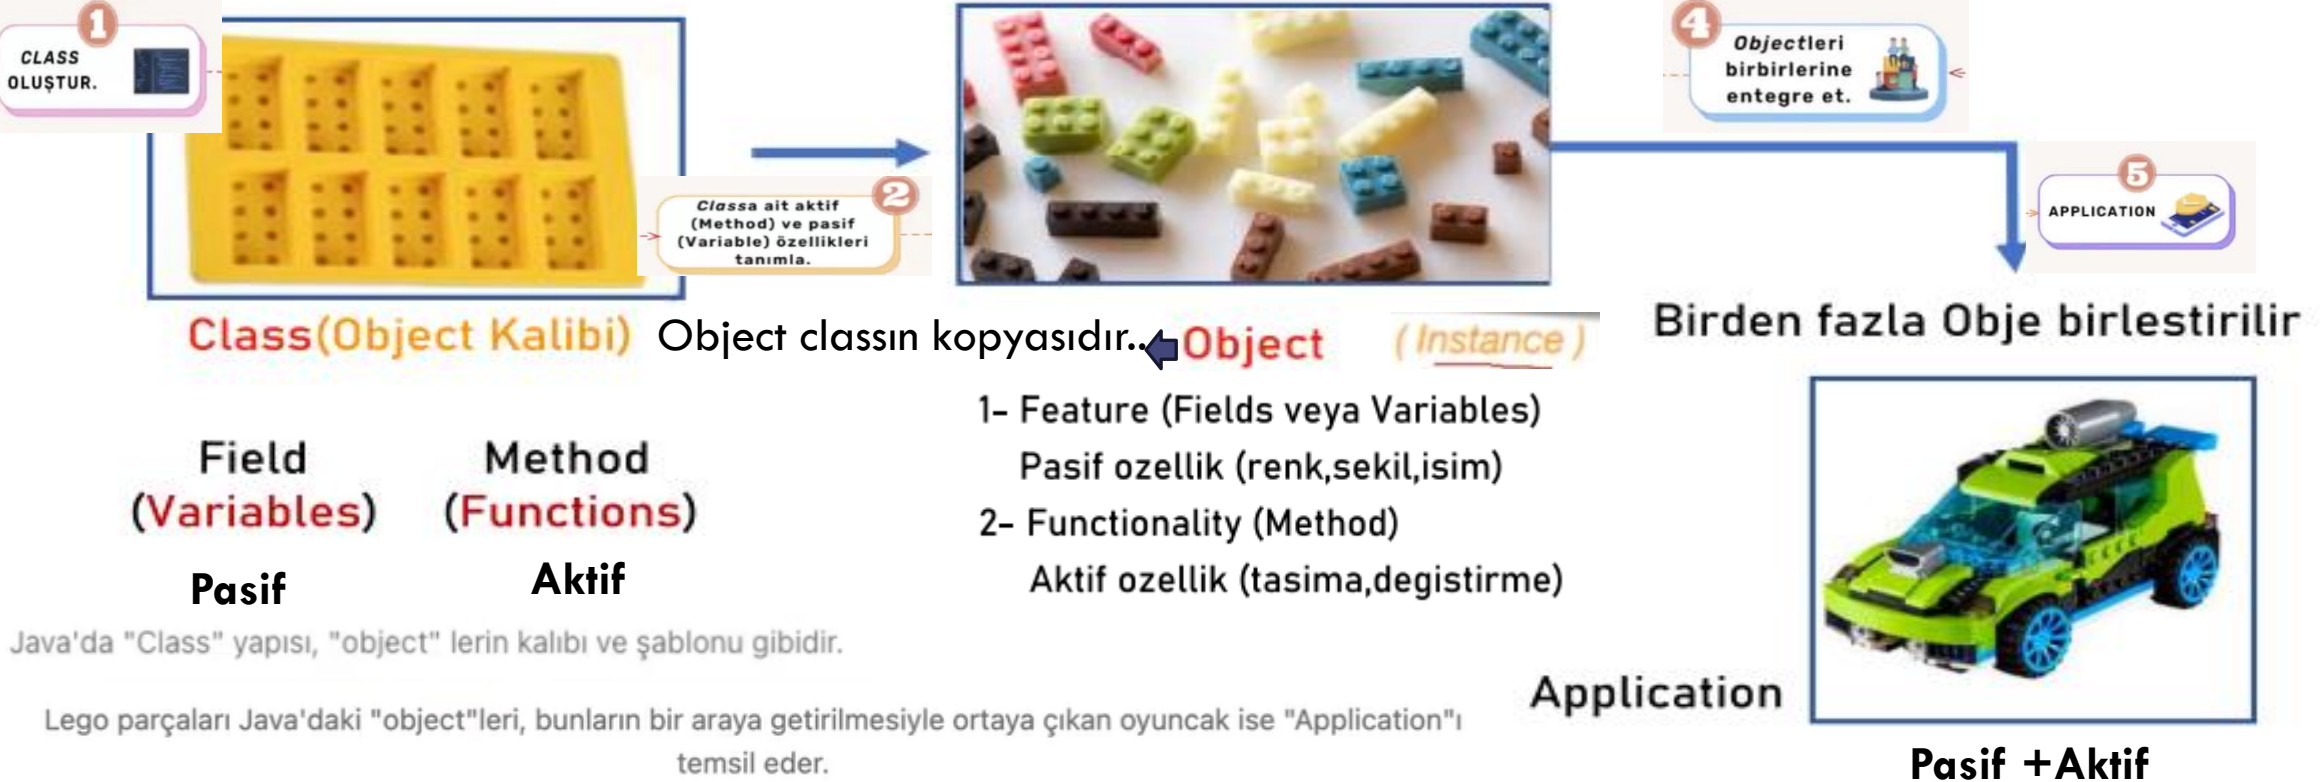 1
CLASS
OLUŞTUR.
2
Classa ait aktif
(Method) ve pasif
(Variable) özellikleri
tanımla.
4
Objectleri
birbirlerine
entegre et.
5
APPLICATION
Class(Object Kalibi)
Object classın kopyasıdır..
Object
(Instance)
Birden fazla Obje birlestirilir
Field
(Variables)
Pasif
Method
(Functions)
Aktif
1- Feature (Fields veya Variables)
Pasif ozellik (renk,sekil,isim)
2- Functionality (Method)
Aktif ozellik (tasima,degistirme)
Java'da "Class" yapısı, "object" lerin kalıbı ve şablonu gibidir.
Lego parçaları Java'daki "object"leri, bunların bir araya getirilmesiyle ortaya çıkan oyuncak ise "Application"ı
temsil eder.
Application
Pasif +Aktif